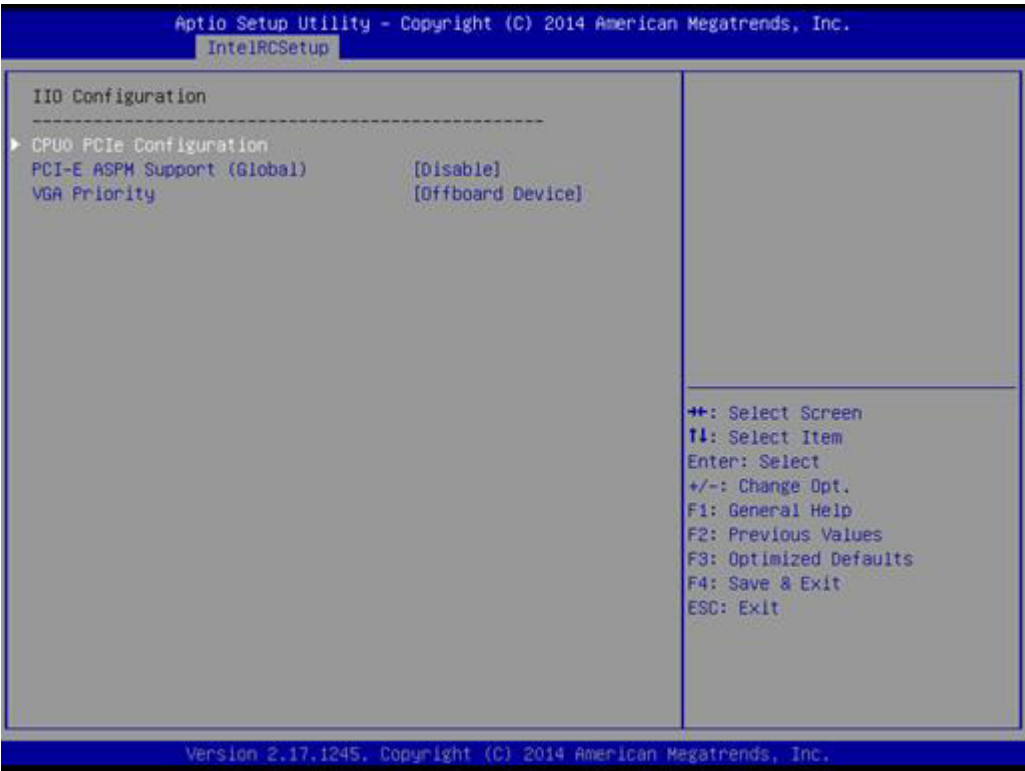 Aptio Setup Utility - Copyright (C) 2014 American Megatrends, Inc.
IntelRCSetup
IIO Configuration
--------------------------------------------------
CPU0 PCIe Configuration
PCI-E ASPM Support (Global) [Disable]
VGA Priority [Offboard Device]
→←: Select Screen
↑↓: Select Item
Enter: Select
+/-: Change Opt.
F1: General Help
F2: Previous Values
F3: Optimized Defaults
F4: Save & Exit
ESC: Exit
Version 2.17.1245. Copyright (C) 2014 American Megatrends, Inc.